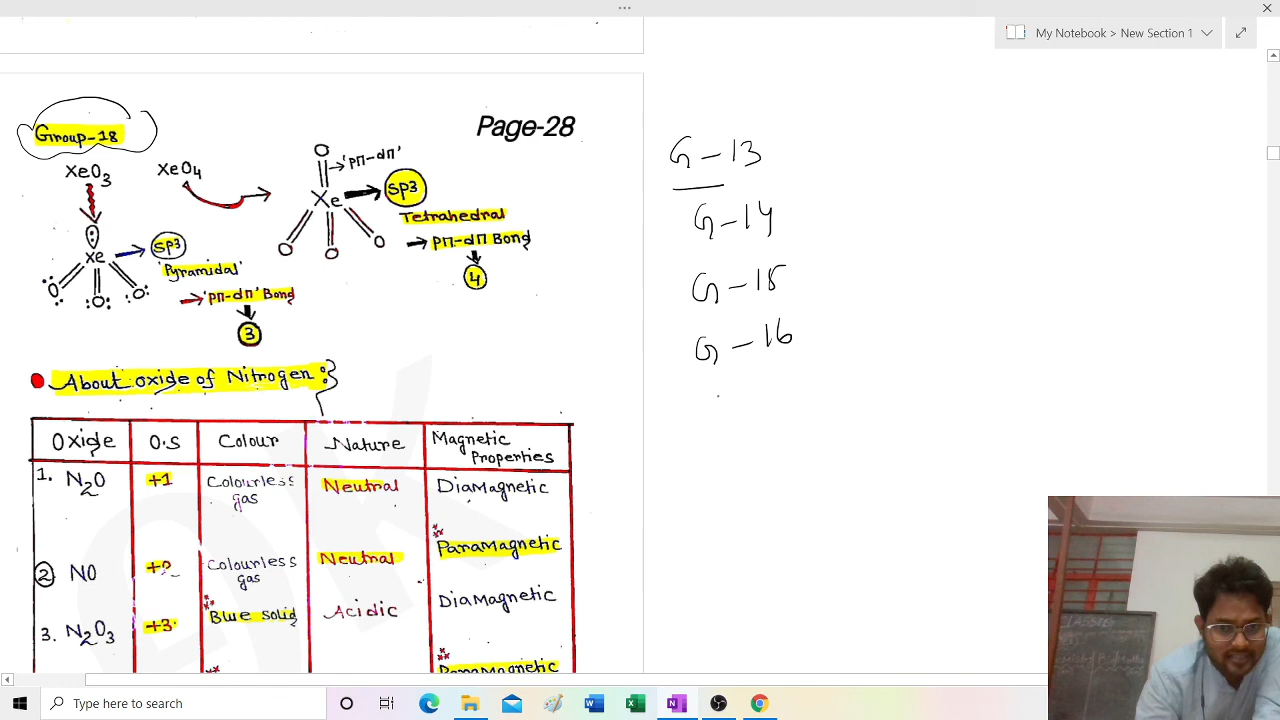 My Notebook > New Section 1
Group-18
Page-28
XeO3
XeO4
O
'pπ-dπ'
Xe
sp3
Tetrahedral
pπ-dπ Bond
4
O
O
O
Xe
sp3
'Pyramidal'
'pπ-dπ' Bond
3
O
O
O
About oxide of Nitrogen :
Oxide O.S Colour Nature Magnetic Properties
1. N2O +1 Colourless gas Neutral DiaMagnetic
2 NO +2 Colourless gas Neutral ParaMagnetic
3. N2O3 +3 Blue solid Acidic DiaMagnetic
ParaMagnetic
G-13
G-14
G-15
G-16
CLASSES
Type here to search